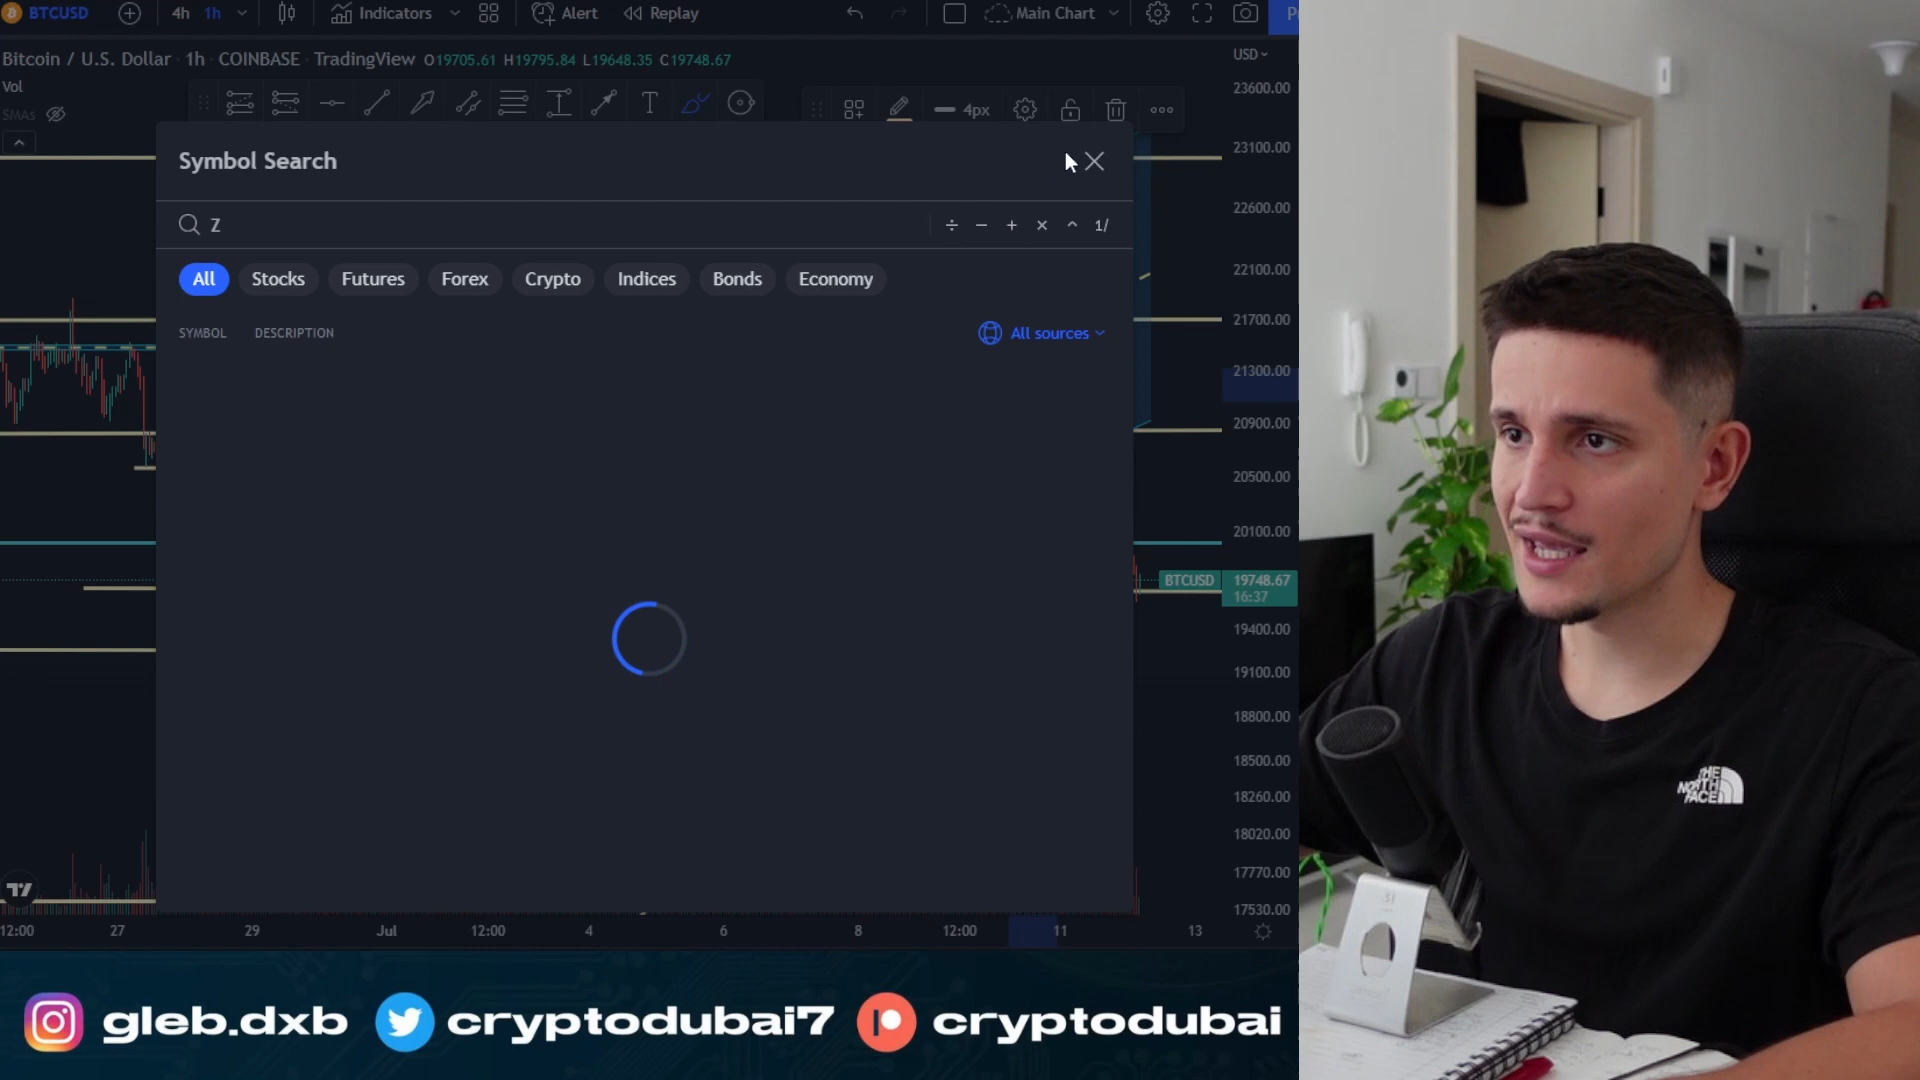 BTCUSD 4h 1h Indicators Alert Replay Main Chart P
Bitcoin / U.S. Dollar · 1h · COINBASE · TradingView O19705.61 H19795.84 L19648.35 C19748.67 USD
Vol
SMAs
4px
Symbol Search
Z
÷ − + × ^ 1/
All Stocks Futures Forex Crypto Indices Bonds Economy
SYMBOL DESCRIPTION All sources
23600.00
23100.00
22600.00
22100.00
21700.00
21300.00
20900.00
20500.00
20100.00
BTCUSD 19748.67
16:37
19400.00
19100.00
18800.00
18500.00
18260.00
18020.00
17770.00
17530.00
12:00 27 29 Jul 12:00 4 6 8 12:00 11 13
THE
NORTH
FACE
gleb.dxb cryptodubai7 cryptodubai